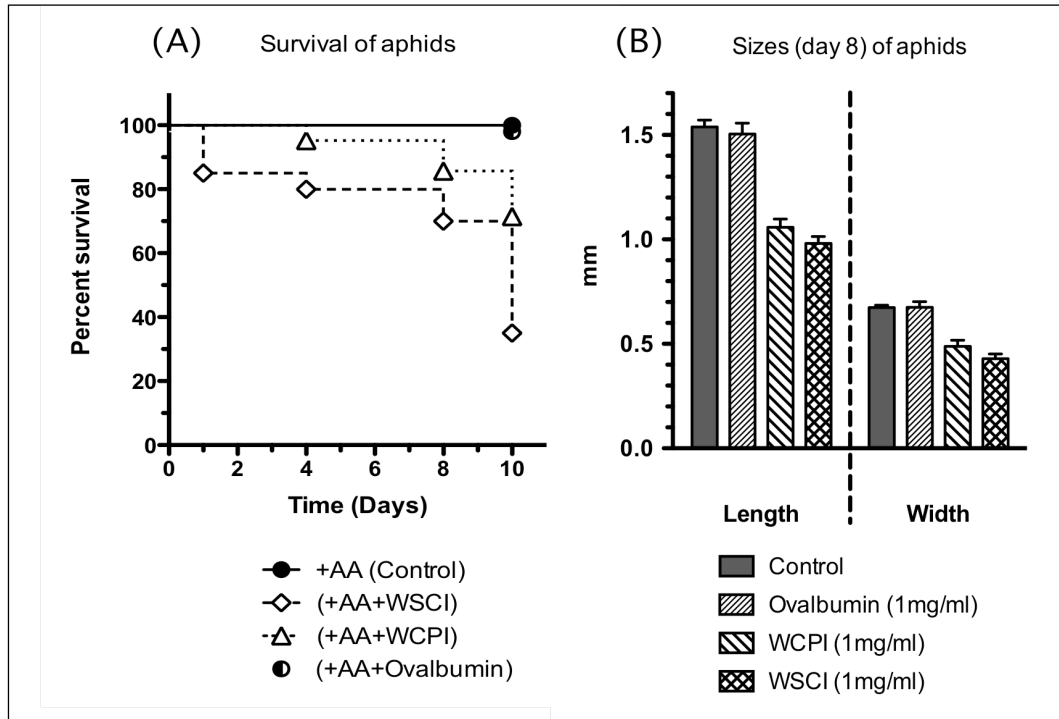 (A) Survival of aphids
Percent survival
100
80
60
40
20
0
0 2 4 6 8 10
Time (Days)
+AA (Control)
(+AA+WSCI)
(+AA+WCPI)
(+AA+Ovalbumin)
(B) Sizes (day 8) of aphids
mm
1.5
1.0
0.5
0.0
Length Width
Control
Ovalbumin (1mg/ml)
WCPI (1mg/ml)
WSCI (1mg/ml)